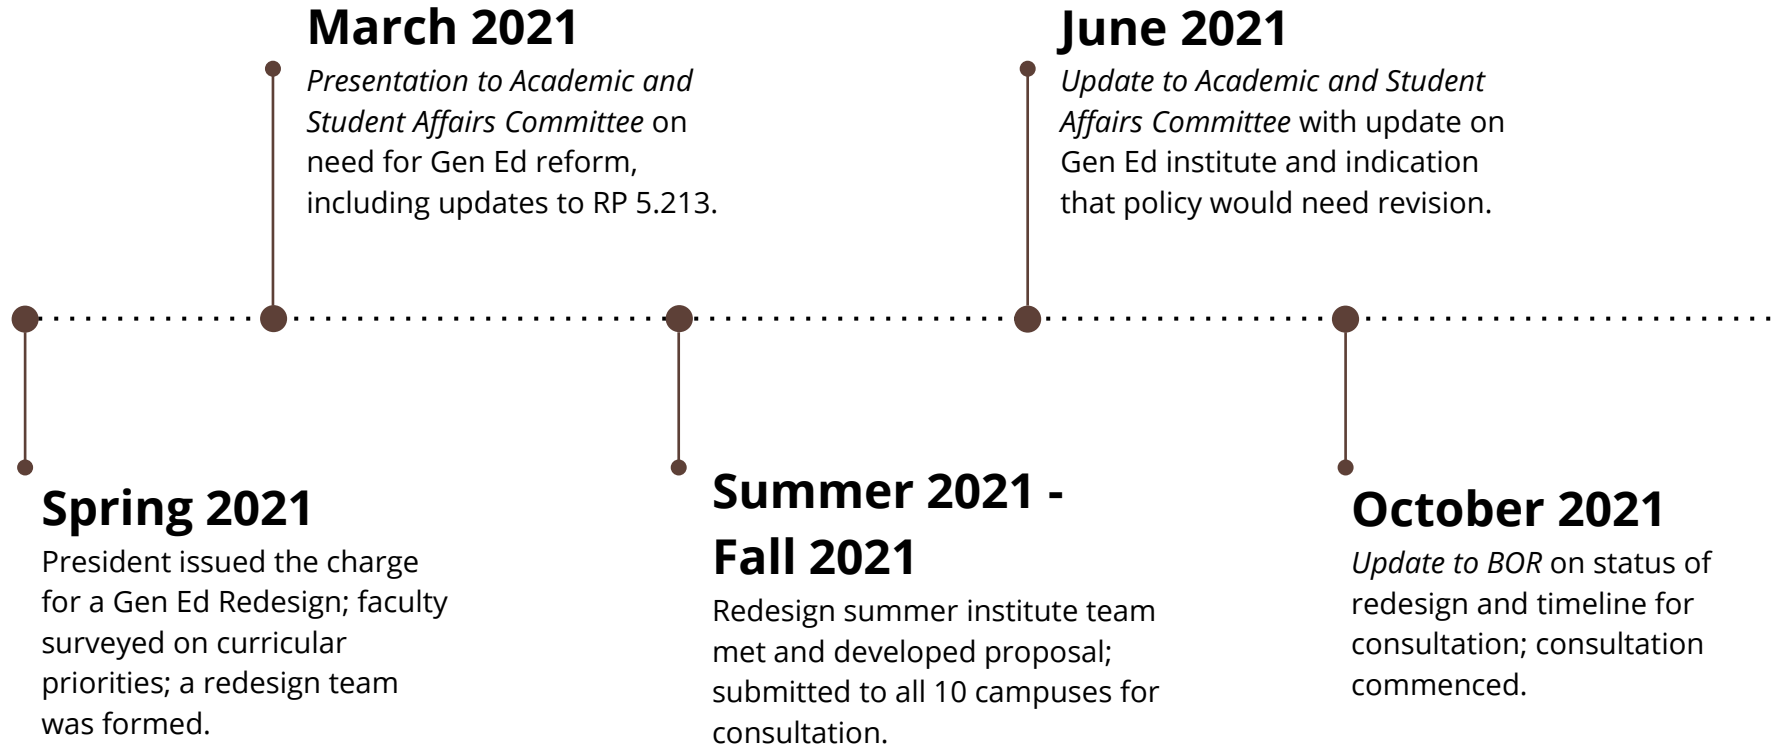 March 2021
Presentation to Academic and
Student Affairs Committee on
need for Gen Ed reform,
including updates to RP 5.213.
June 2021
Update to Academic and Student
Affairs Committee with update on
Gen Ed institute and indication
that policy would need revision.
Spring 2021
President issued the charge
for a Gen Ed Redesign; faculty
surveyed on curricular
priorities; a redesign team
was formed.
Summer 2021 -
Fall 2021
Redesign summer institute team
met and developed proposal;
submitted to all 10 campuses for
consultation.
October 2021
Update to BOR on status of
redesign and timeline for
consultation; consultation
commenced.